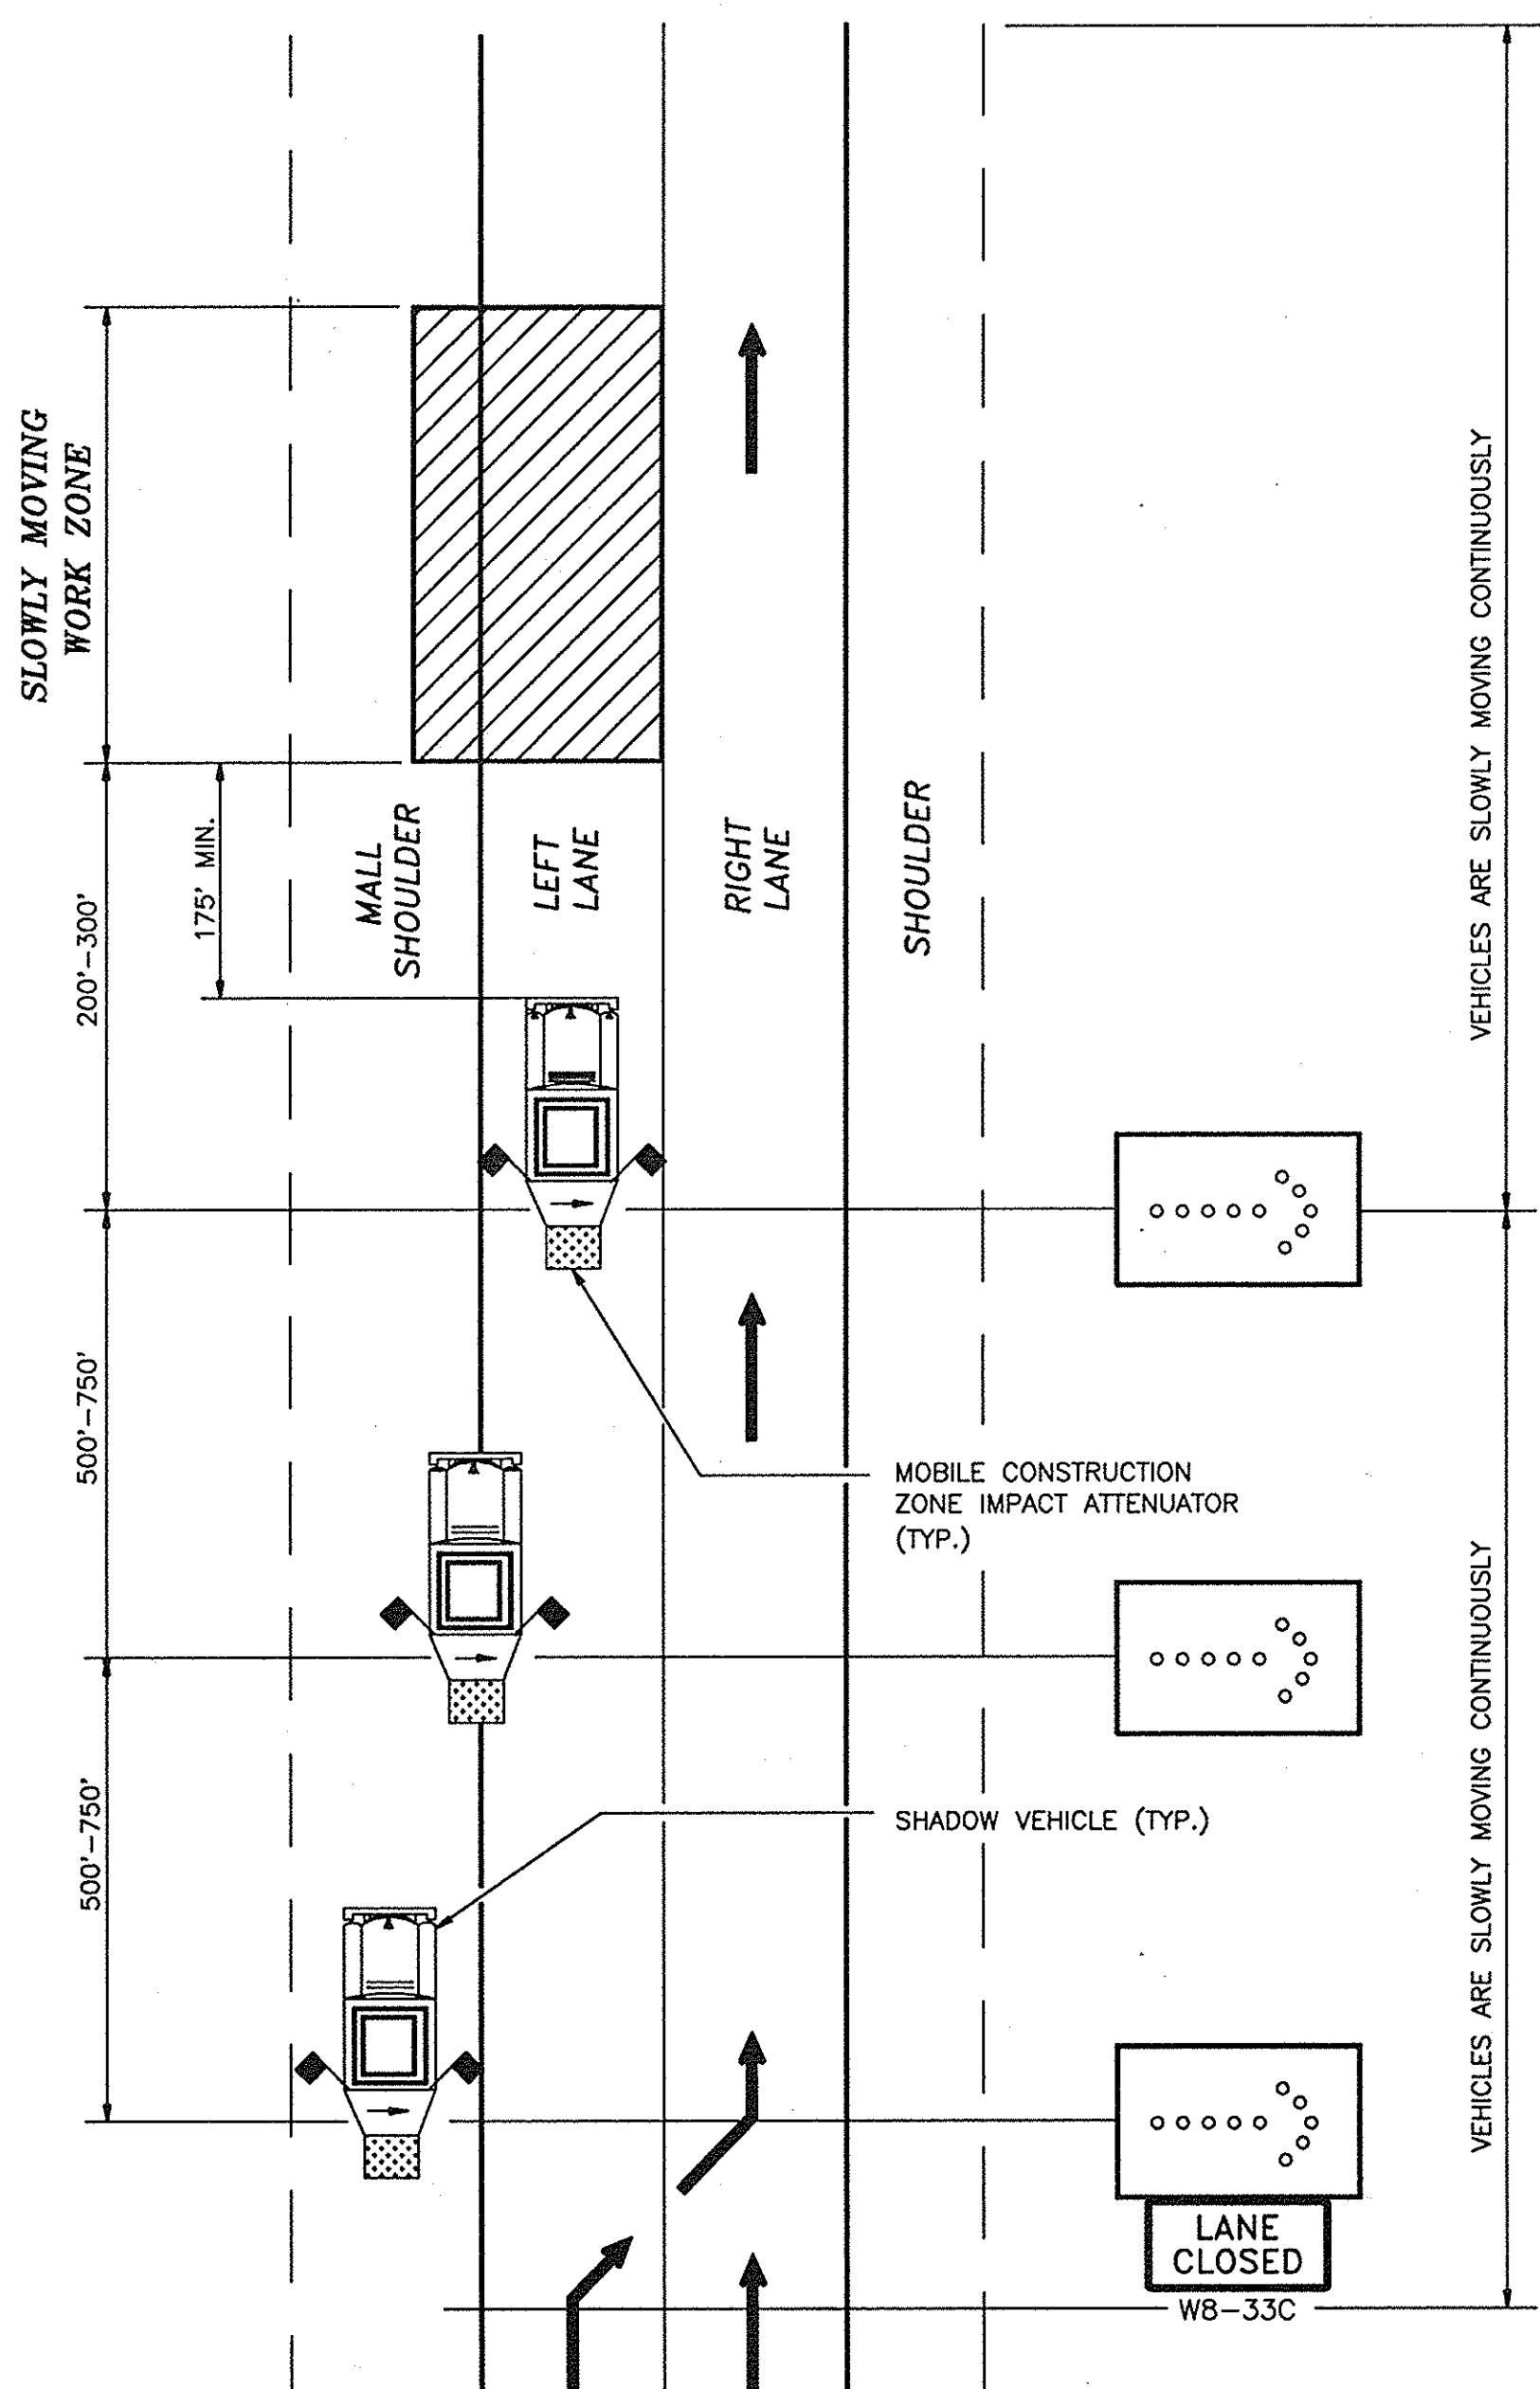 SLOWLY MOVING
WORK ZONE
175' MIN.
200'-300'
MALL
SHOULDER
LEFT
LANE
RIGHT
LANE
SHOULDER
VEHICLES ARE SLOWLY MOVING CONTINUOUSLY
500'-750'
MOBILE CONSTRUCTION
ZONE IMPACT ATTENUATOR
(TYP.)
500'-750'
SHADOW VEHICLE (TYP.)
VEHICLES ARE SLOWLY MOVING CONTINUOUSLY
LANE
CLOSED
W8-33C